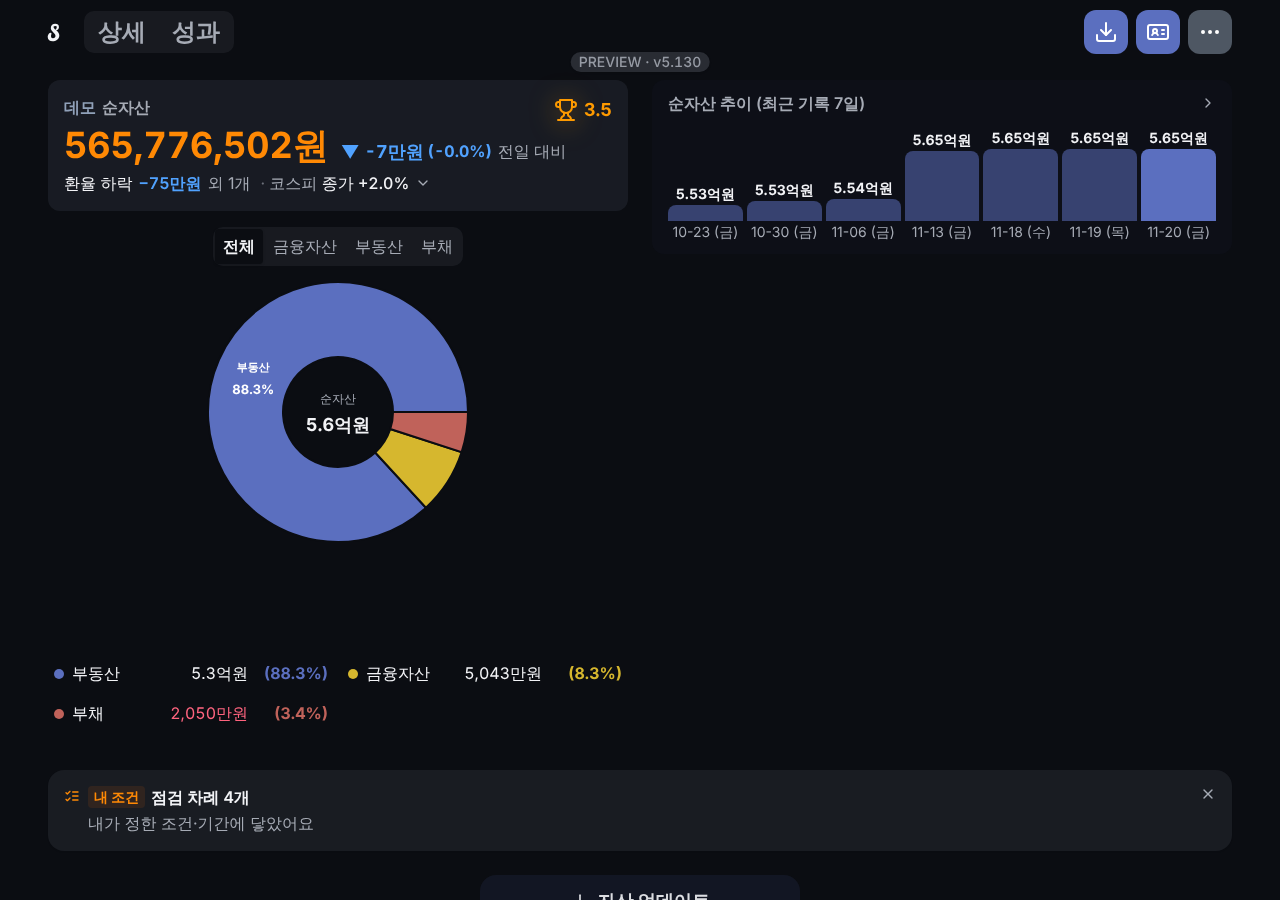 상세 성과
PREVIEW · v5.130
데모 순자산
3.5
565,776,502원 ▼ -7만원 (-0.0%) 전일 대비
환율 하락 −75만원 외 1개 · 코스피 종가 +2.0%
순자산 추이 (최근 기록 7일)
5.53억원 5.53억원 5.54억원 5.65억원 5.65억원 5.65억원 5.65억원
10-23 (금) 10-30 (금) 11-06 (금) 11-13 (금) 11-18 (수) 11-19 (목) 11-20 (금)
전체 금융자산 부동산 부채
부동산
88.3%
순자산
5.6억원
부동산 5.3억원 (88.3%) 금융자산 5,043만원 (8.3%)
부채 2,050만원 (3.4%)
내 조건 점검 차례 4개
내가 정한 조건·기간에 닿았어요
자산 업데이트